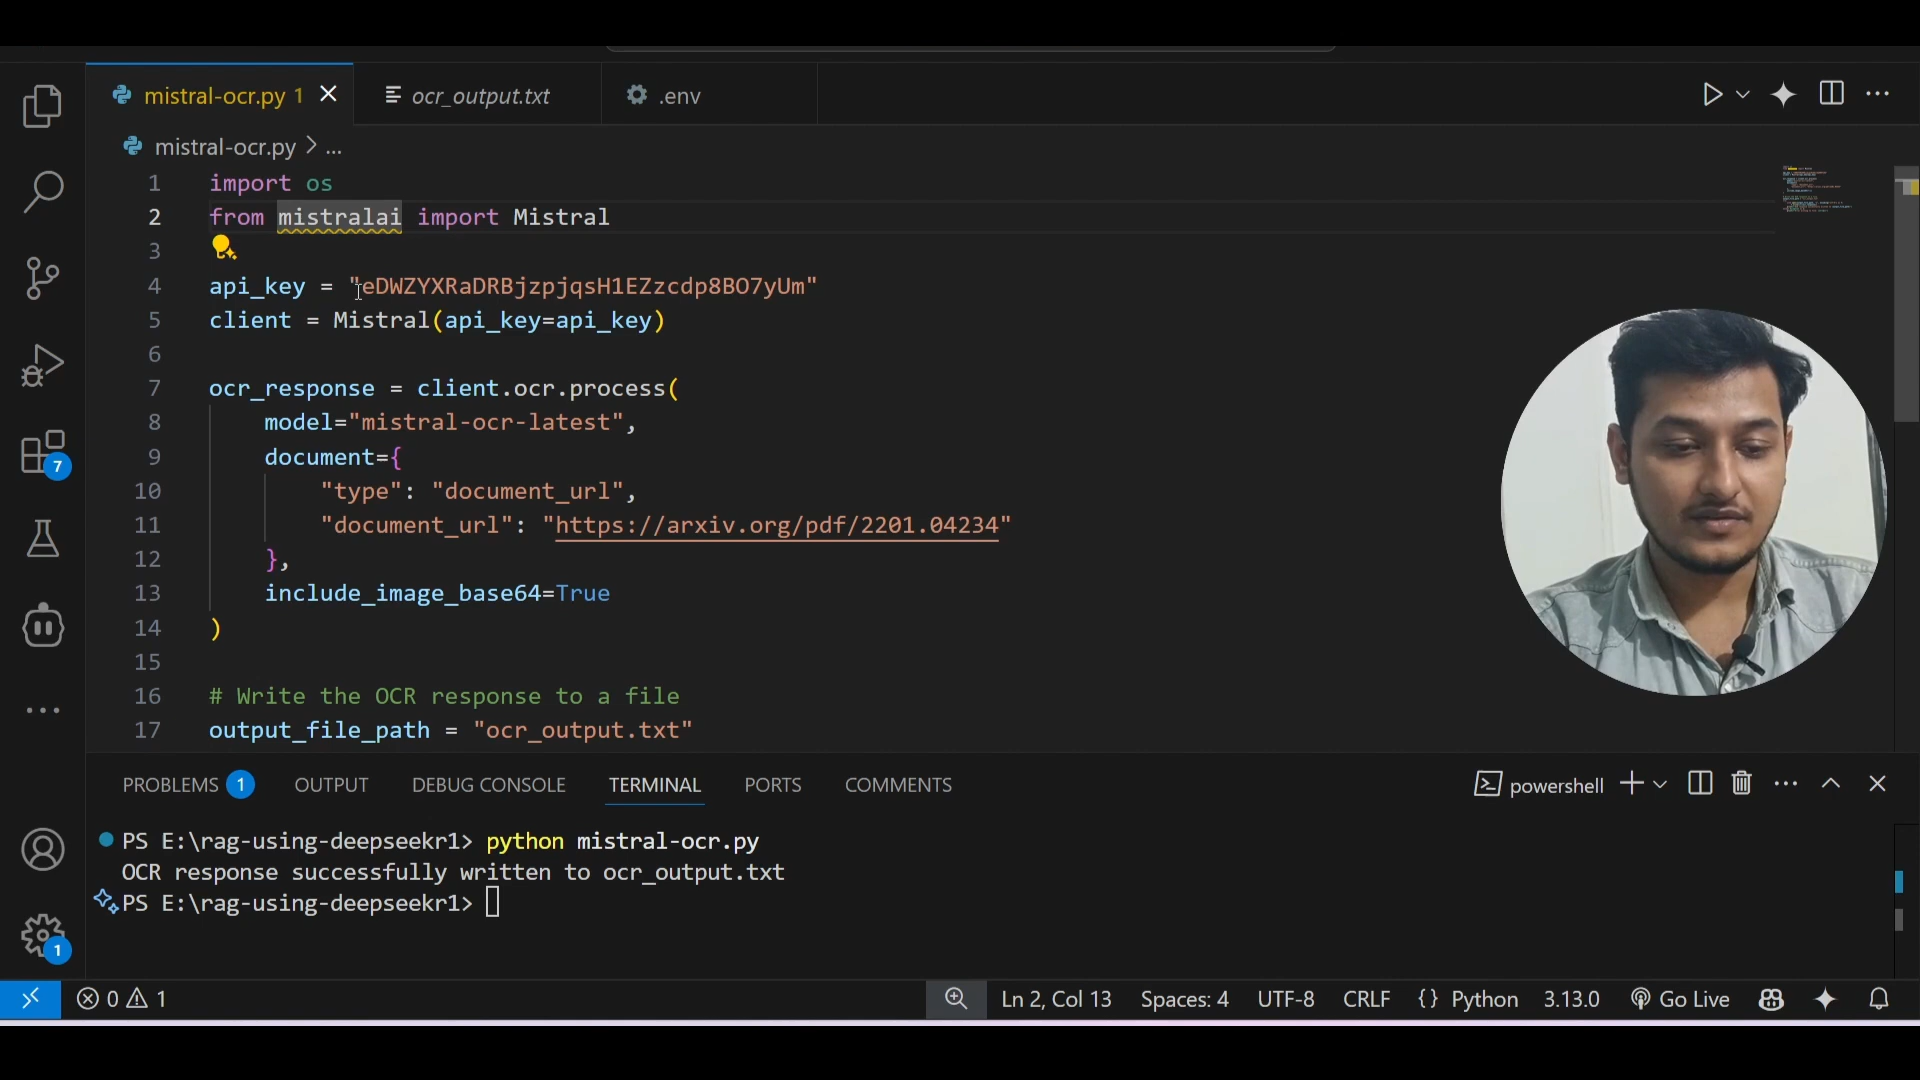 mistral-ocr.py 1
ocr_output.txt
.env
mistral-ocr.py > ...
1 import os
2 from mistralai import Mistral
3
4 api_key = "eDWZYXRaDRBjzpjqsH1EZzcdp8BO7yUm"
5 client = Mistral(api_key=api_key)
6
7 ocr_response = client.ocr.process(
8 model="mistral-ocr-latest",
9 document={
10 "type": "document_url",
11 "document_url": "https://arxiv.org/pdf/2201.04234"
12 },
13 include_image_base64=True
14 )
15
16 # Write the OCR response to a file
17 output_file_path = "ocr_output.txt"
7
PROBLEMS 1 OUTPUT DEBUG CONSOLE TERMINAL PORTS COMMENTS powershell
PS E:\rag-using-deepseekr1> python mistral-ocr.py
OCR response successfully written to ocr_output.txt
PS E:\rag-using-deepseekr1>
1
0 1 Ln 2, Col 13 Spaces: 4 UTF-8 CRLF {} Python 3.13.0 Go Live